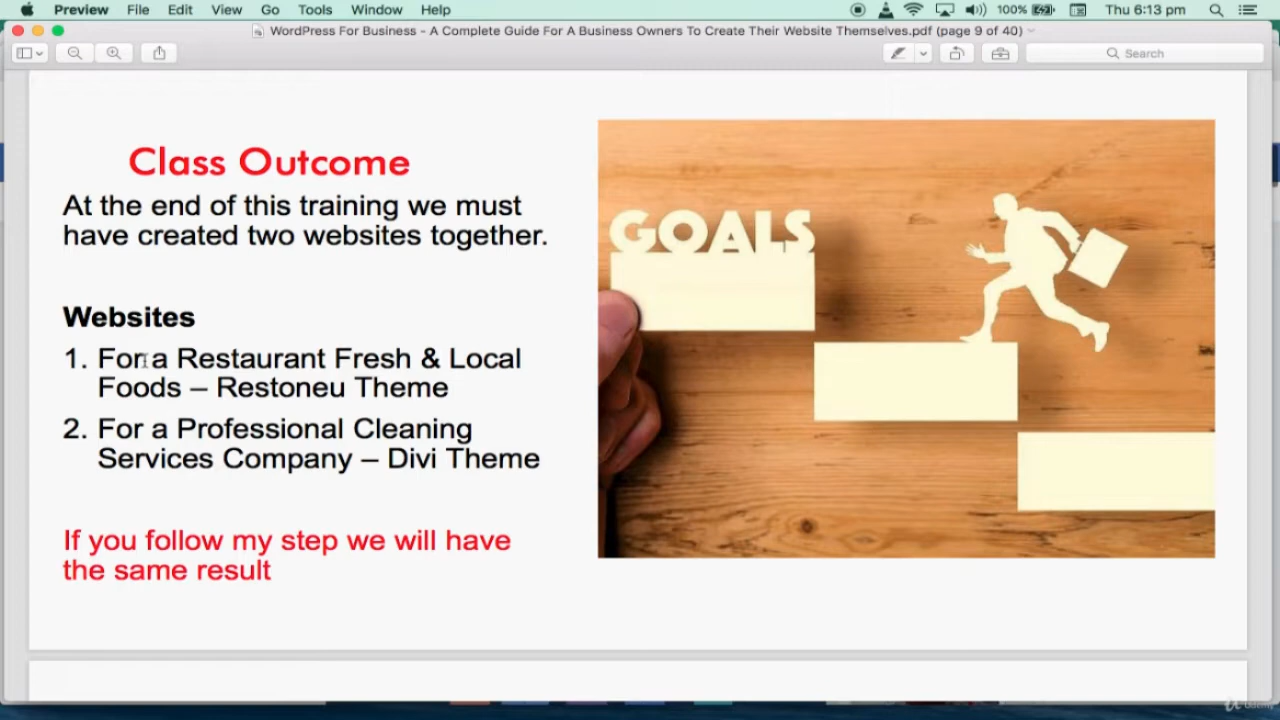 Preview File Edit View Go Tools Window Help 100% Thu 6:13 pm
WordPress For Business - A Complete Guide For A Business Owners To Create Their Website Themselves.pdf (page 9 of 40)
Search
Class Outcome
At the end of this training we must
have created two websites together.
Websites
1. For a Restaurant Fresh & Local
Foods – Restoneu Theme
2. For a Professional Cleaning
Services Company – Divi Theme
If you follow my step we will have
the same result
GOALS
Udemy